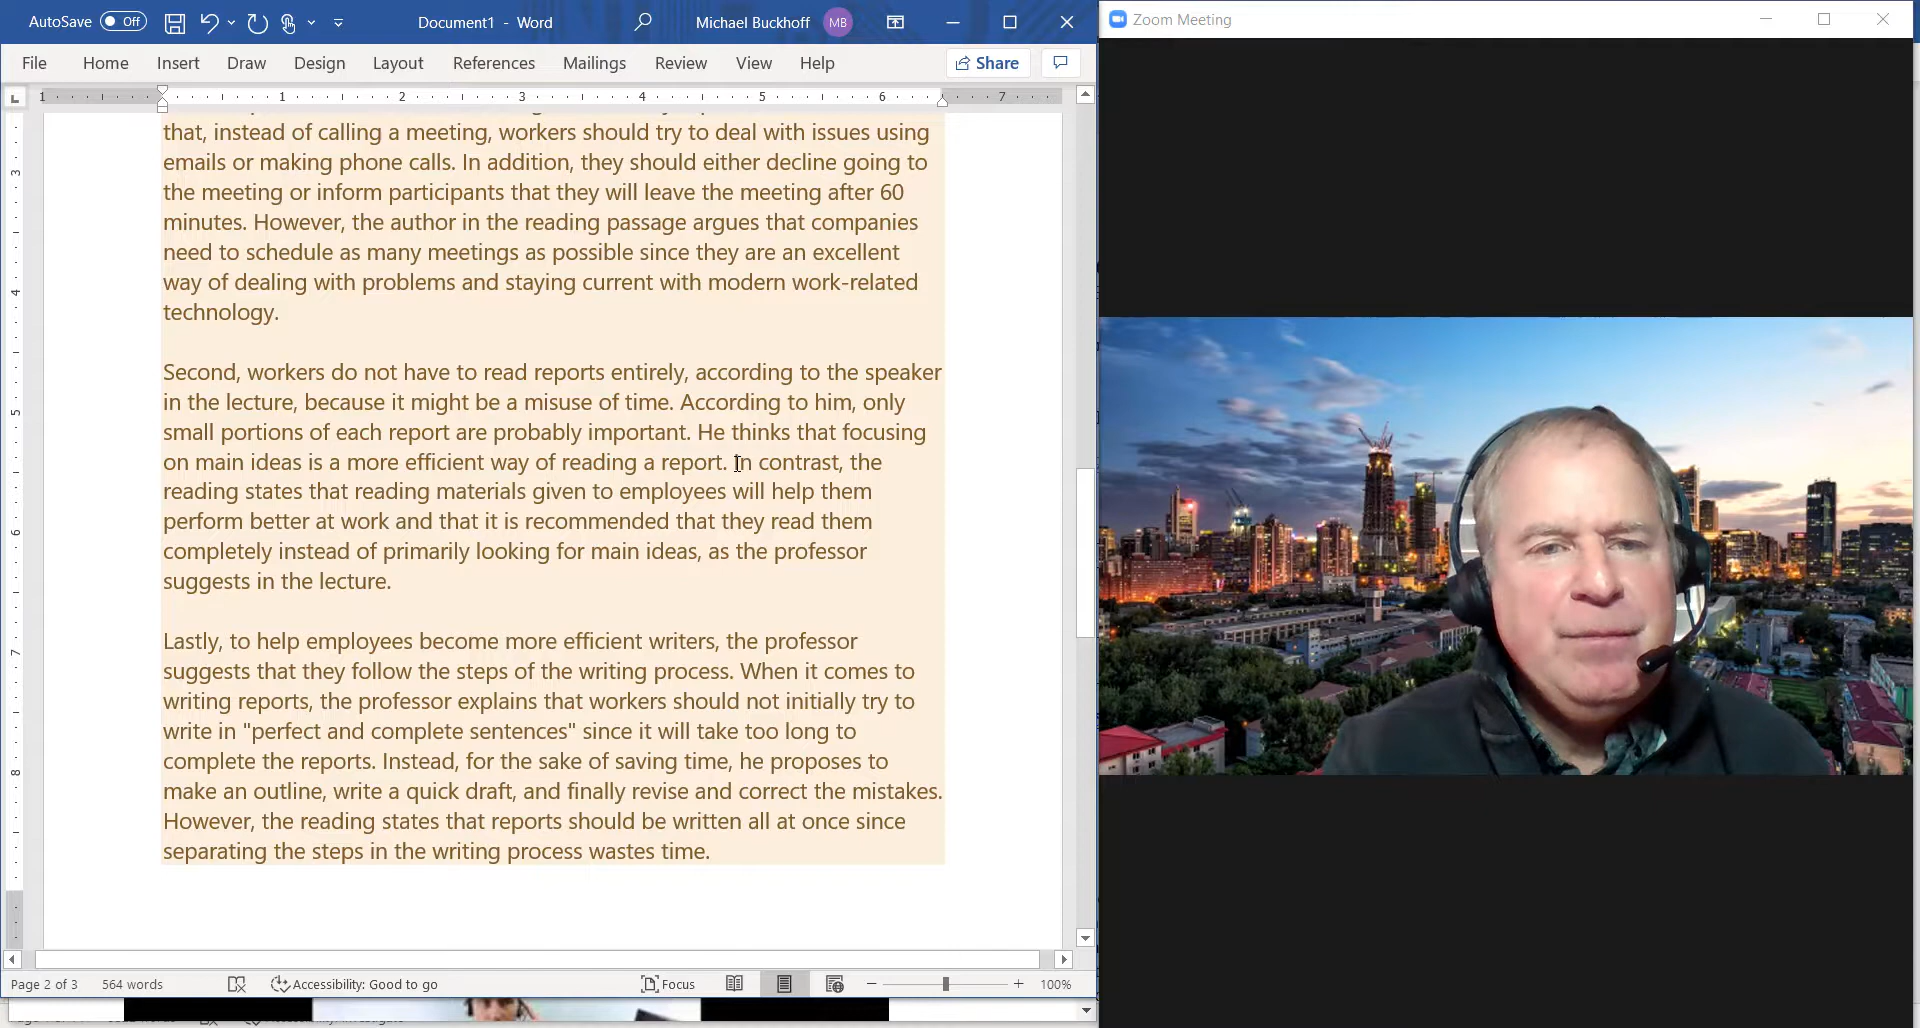 AutoSave Off Document1 - Word Michael Buckhoff MB
Zoom Meeting
File Home Insert Draw Design Layout References Mailings Review View Help Share
L 1 1 2 3 4 5 6 7
that, instead of calling a meeting, workers should try to deal with issues using
emails or making phone calls. In addition, they should either decline going to
the meeting or inform participants that they will leave the meeting after 60
minutes. However, the author in the reading passage argues that companies
need to schedule as many meetings as possible since they are an excellent
way of dealing with problems and staying current with modern work-related
technology.
Second, workers do not have to read reports entirely, according to the speaker
in the lecture, because it might be a misuse of time. According to him, only
small portions of each report are probably important. He thinks that focusing
on main ideas is a more efficient way of reading a report. In contrast, the
reading states that reading materials given to employees will help them
perform better at work and that it is recommended that they read them
completely instead of primarily looking for main ideas, as the professor
suggests in the lecture.
Lastly, to help employees become more efficient writers, the professor
suggests that they follow the steps of the writing process. When it comes to
writing reports, the professor explains that workers should not initially try to
write in "perfect and complete sentences" since it will take too long to
complete the reports. Instead, for the sake of saving time, he proposes to
make an outline, write a quick draft, and finally revise and correct the mistakes.
However, the reading states that reports should be written all at once since
separating the steps in the writing process wastes time.
3
4
5
6
7
8
Page 2 of 3 564 words Accessibility: Good to go Focus 100%